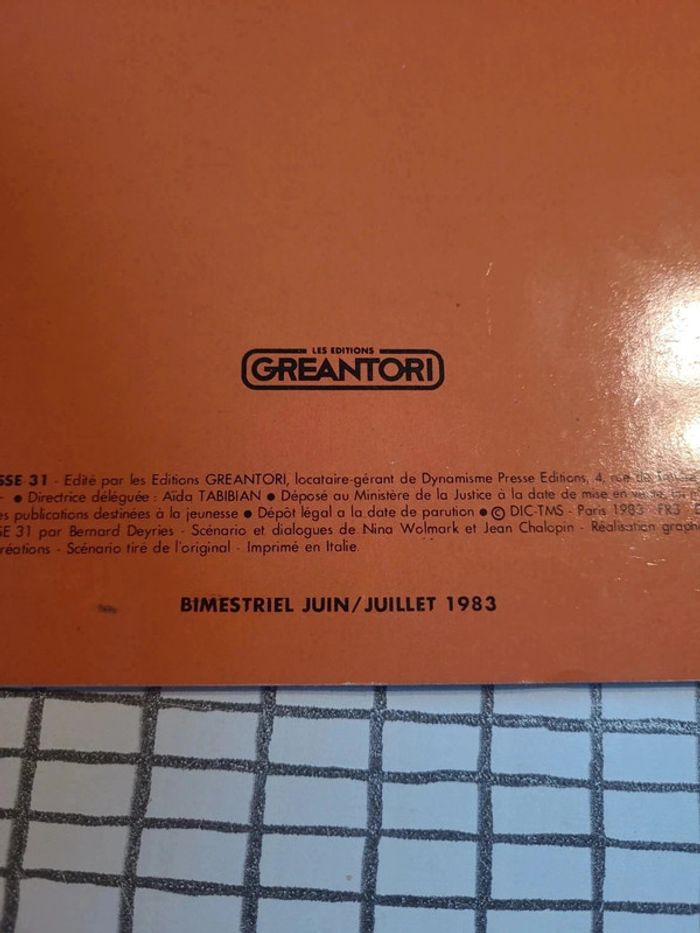 LES EDITIONS
GREANTORI
SSE 31 - Edité par les Editions GREANTORI, locataire-gérant de Dynamisme Presse Editions, 4, rue de
- ● Directrice déléguée : Aïda TABIBIAN ● Déposé au Ministère de la Justice à la date de mise en vente,
es publications destinées à la jeunesse ● Dépôt légal a la date de parution ● © DIC-TMS - Paris 1983 - FR3 -
GE 31 par Bernard Deyries - Scénario et dialogues de Nina Wolmark et Jean Chalopin - Réalisation graph
réations - Scénario tiré de l'original - Imprimé en Italie.
BIMESTRIEL JUIN/JUILLET 1983